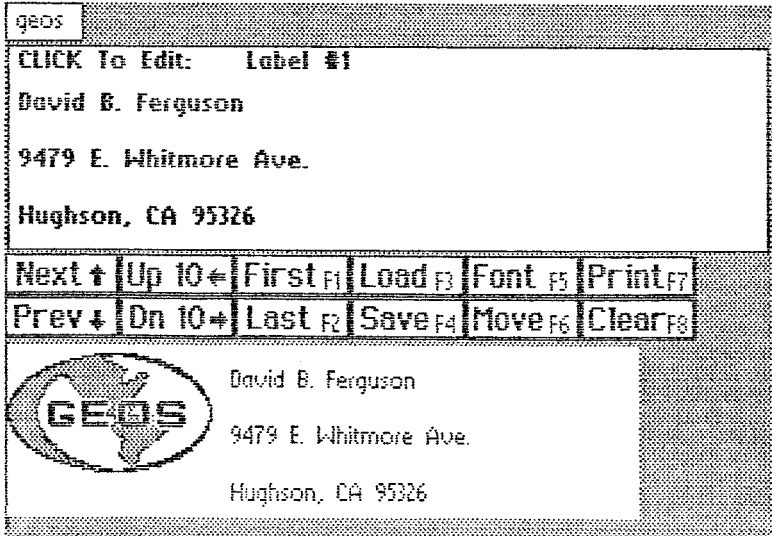 geos
CLICK To Edit: Label #1
David B. Ferguson
9479 E. Whitmore Ave.
Hughson, CA 95326
Next ↑ Up 10 ← First F1 Load F3 Font F5 Print F7
Prev ↓ Dn 10 → Last F2 Save F4 Move F6 Clear F8
GEOS
David B. Ferguson
9479 E. Whitmore Ave.
Hughson, CA 95326